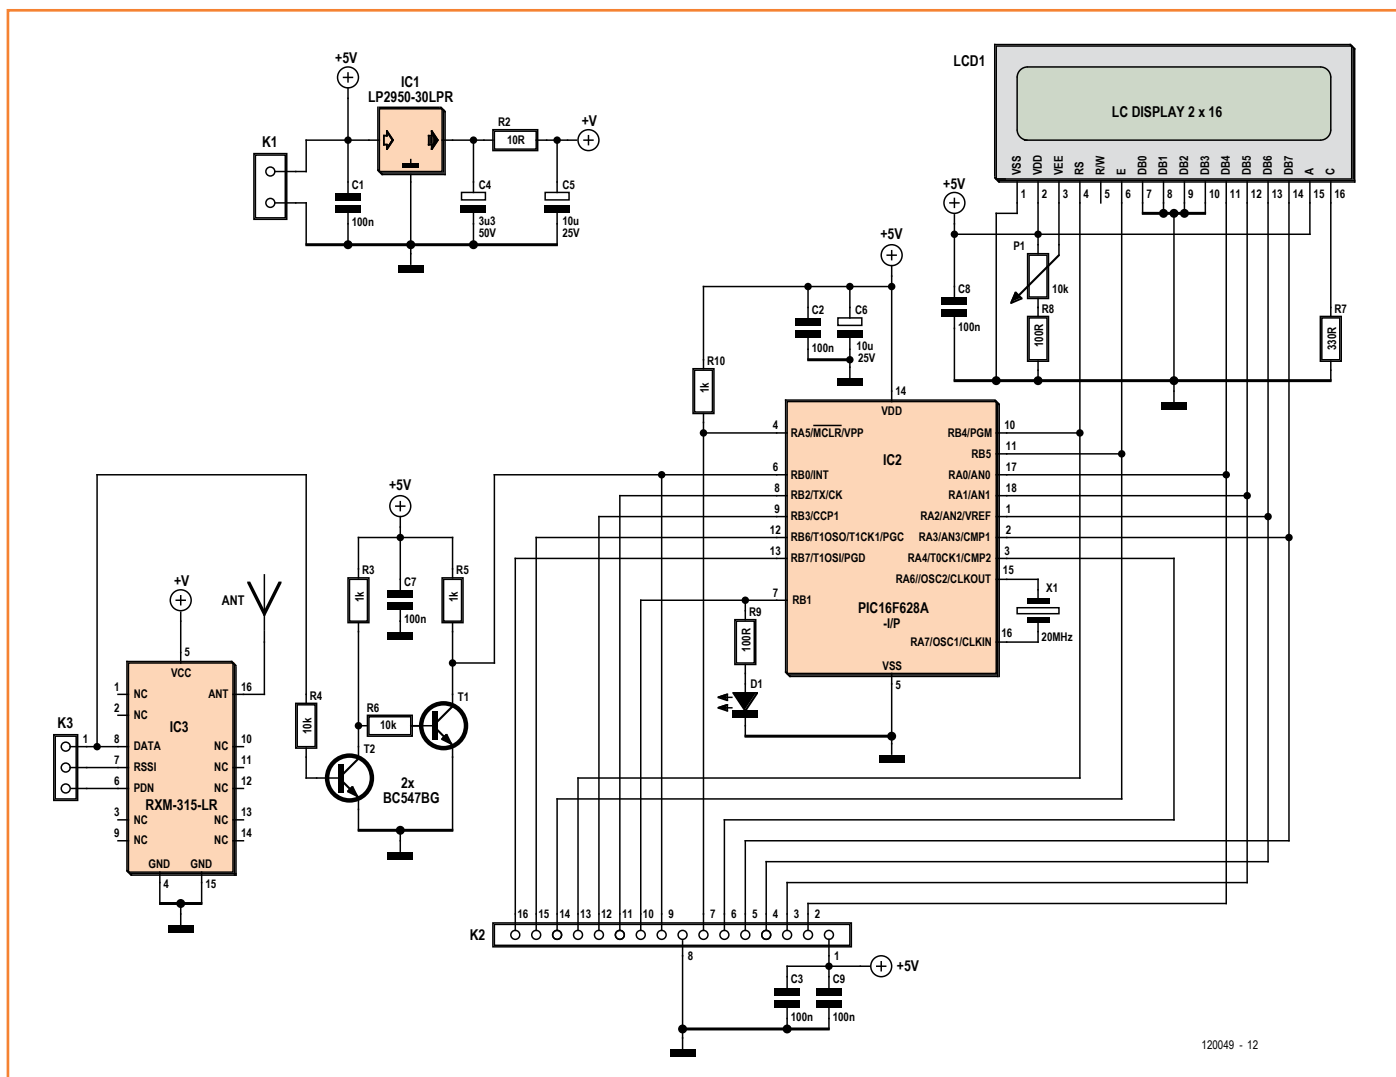 +5V
IC1
LP2950-30LPR
K1
R2
10R
+V
C1
100n
C4
3u3
50V
C5
10u
25V
LCD1
LC DISPLAY 2 x 16
VSS VDD VEE RS R/W E DB0 DB1 DB2 DB3 DB4 DB5 DB6 DB7 A C
1 2 3 4 5 6 7 8 9 10 11 12 13 14 15 16
+5V
P1
10k
C8
100n
R8
100R
R7
330R
+5V
C2
100n
C6
10u
25V
R10
1k
14
VDD
4 RA5/MCLR/VPP
RB4/PGM 10
IC2
RB5 11
6 RB0/INT
RA0/AN0 17
8 RB2/TX/CK
RA1/AN1 18
9 RB3/CCP1
RA2/AN2/VREF 1
12 RB6/T1OSO/T1CK1/PGC
RA3/AN3/CMP1 2
13 RB7/T1OSI/PGD
RA4/T0CK1/CMP2 3
RA6//OSC2/CLKOUT 15
7 RB1
PIC16F628A
-I/P
RA7/OSC1/CLKIN 16
VSS
5
X1
20MHz
R9
100R
D1
+5V
R3
1k
C7
100n
R5
1k
+V
ANT
5
VCC
1 NC
ANT 16
2 NC
IC3
K3
1
8 DATA
NC 10
7 RSSI
NC 11
6 PDN
NC 12
RXM-315-LR
3 NC
NC 13
9 NC
NC 14
GND GND
4 15
R4
10k
R6
10k
T1
T2
2x
BC547BG
16 15 14 13 12 11 10 9 7 6 5 4 3 2
K2
8
1
+5V
C3
100n
C9
100n
120049 - 12